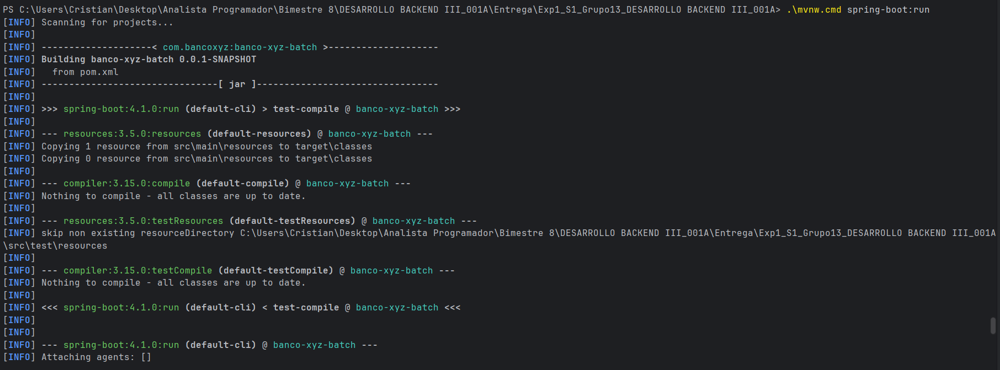 PS C:\Users\Cristian\Desktop\Analista Programador\Bimestre 8\DESARROLLO BACKEND III_001A\Entrega\Exp1_S1_Grupo13_DESARROLLO BACKEND III_001A> .\mvnw.cmd spring-boot:run
[INFO] Scanning for projects...
[INFO]
[INFO] --------------------< com.bancoxyz:banco-xyz-batch >--------------------
[INFO] Building banco-xyz-batch 0.0.1-SNAPSHOT
[INFO]   from pom.xml
[INFO] --------------------------------[ jar ]---------------------------------
[INFO]
[INFO] >>> spring-boot:4.1.0:run (default-cli) > test-compile @ banco-xyz-batch >>>
[INFO]
[INFO] --- resources:3.5.0:resources (default-resources) @ banco-xyz-batch ---
[INFO] Copying 1 resource from src\main\resources to target\classes
[INFO] Copying 0 resource from src\main\resources to target\classes
[INFO]
[INFO] --- compiler:3.15.0:compile (default-compile) @ banco-xyz-batch ---
[INFO] Nothing to compile - all classes are up to date.
[INFO]
[INFO] --- resources:3.5.0:testResources (default-testResources) @ banco-xyz-batch ---
[INFO] skip non existing resourceDirectory C:\Users\Cristian\Desktop\Analista Programador\Bimestre 8\DESARROLLO BACKEND III_001A\Entrega\Exp1_S1_Grupo13_DESARROLLO BACKEND III_001A
\src\test\resources
[INFO]
[INFO] --- compiler:3.15.0:testCompile (default-testCompile) @ banco-xyz-batch ---
[INFO] Nothing to compile - all classes are up to date.
[INFO]
[INFO] <<< spring-boot:4.1.0:run (default-cli) < test-compile @ banco-xyz-batch <<<
[INFO]
[INFO]
[INFO] --- spring-boot:4.1.0:run (default-cli) @ banco-xyz-batch ---
[INFO] Attaching agents: []